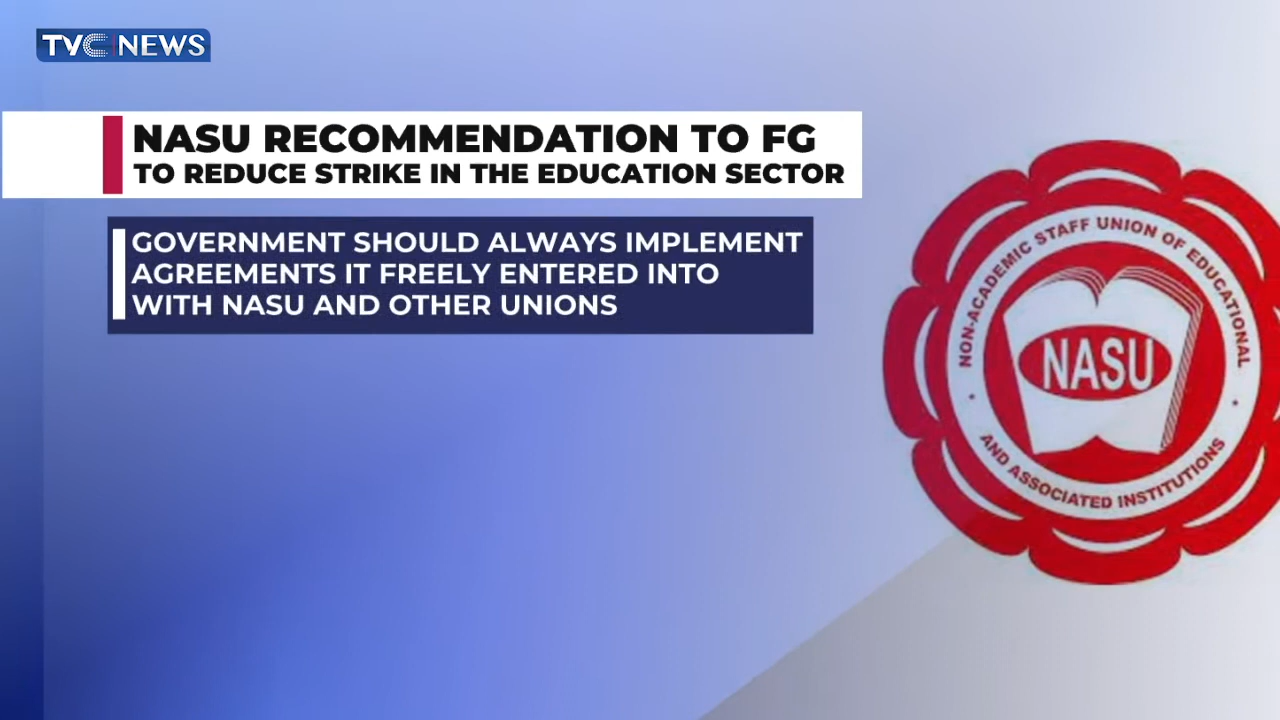 TVC NEWS
NASU RECOMMENDATION TO FG
TO REDUCE STRIKE IN THE EDUCATION SECTOR
GOVERNMENT SHOULD ALWAYS IMPLEMENT
AGREEMENTS IT FREELY ENTERED INTO
WITH NASU AND OTHER UNIONS
NON-ACADEMIC STAFF UNION OF EDUCATIONAL
NASU
AND ASSOCIATED INSTITUTIONS